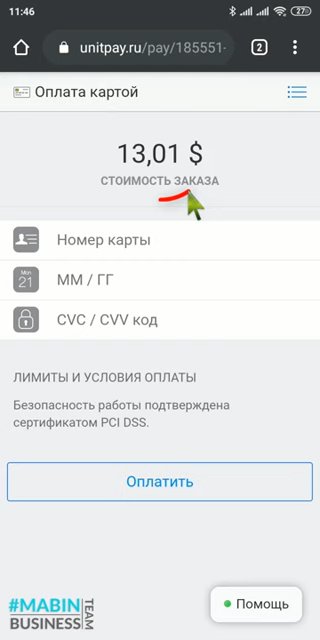 11:46
27
unitpay.ru/pay/185551-
2
Оплата картой
13,01 $
СТОИМОСТЬ ЗАКАЗА
Номер карты
Mon
21
ММ / ГГ
CVC / CVV код
ЛИМИТЫ И УСЛОВИЯ ОПЛАТЫ
Безопасность работы подтверждена
сертификатом PCI DSS.
Оплатить
Помощь
#MABIN
BUSINESS
TEAM